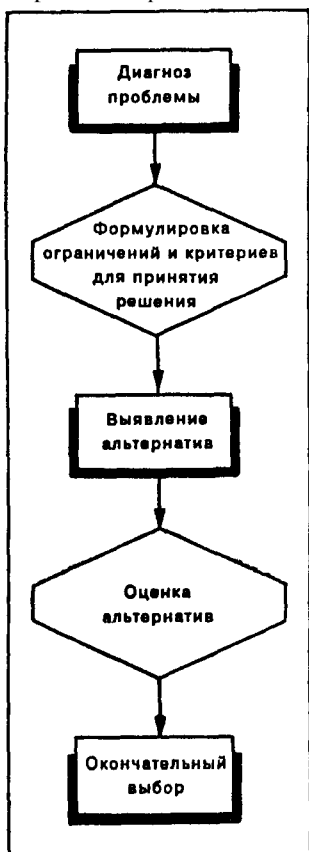 Диагноз
проблемы
Формулировка
ограничений и критериев
для принятия
решения
Выявление
альтернатив
Оценка
альтернатив
Окончательный
выбор